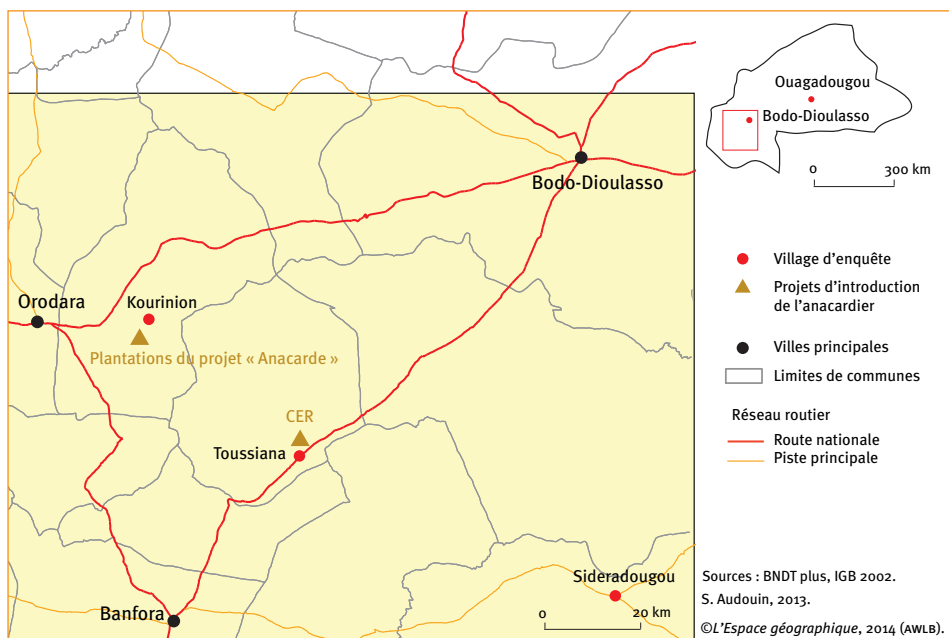 Bodo-Dioulasso
Orodara
Kourinion
Plantations du projet « Anacarde »
CER
Toussiana
Banfora
Sideradougou
0 20 km
Ouagadougou
Bodo-Dioulasso
0 300 km
Village d'enquête
Projets d'introduction
de l'anacardier
Villes principales
Limites de communes
Réseau routier
Route nationale
Piste principale
Sources : BNDT plus, IGB 2002.
S. Audouin, 2013.
©L'Espace géographique, 2014 (AWLB).